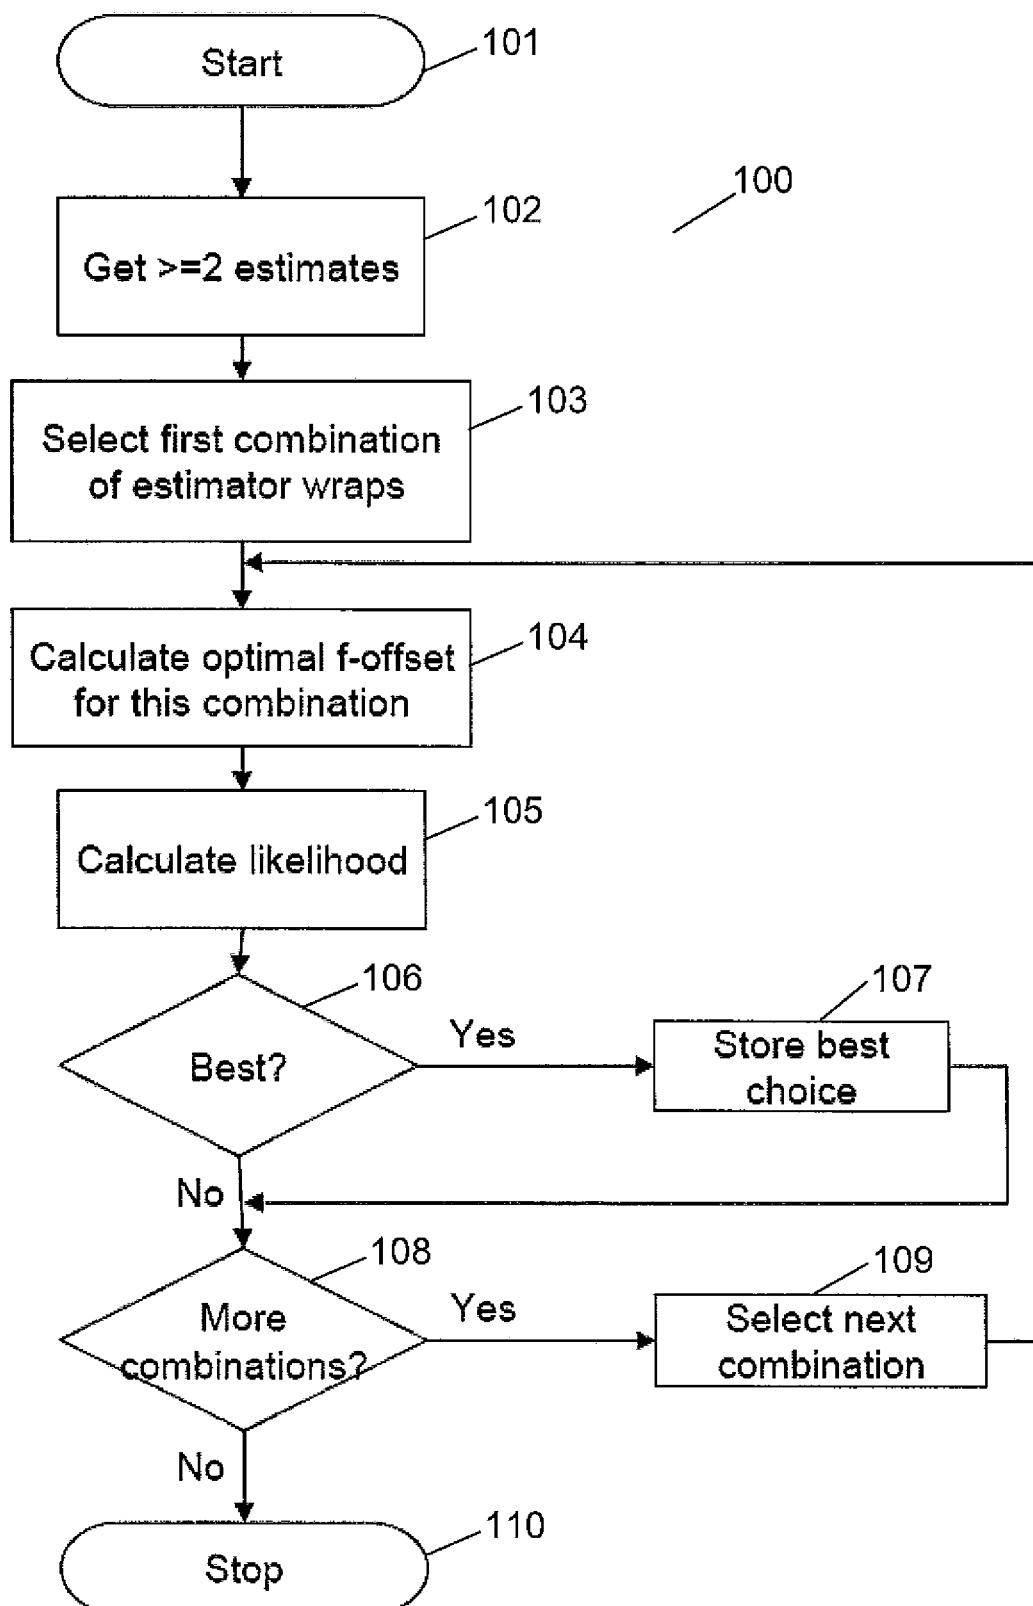 Start
101
100
102
Get >=2 estimates
103
Select first combination
of estimator wraps
104
Calculate optimal f-offset
for this combination
105
Calculate likelihood
106
Best?
Yes
107
Store best
choice
No
108
More
combinations?
Yes
109
Select next
combination
No
110
Stop